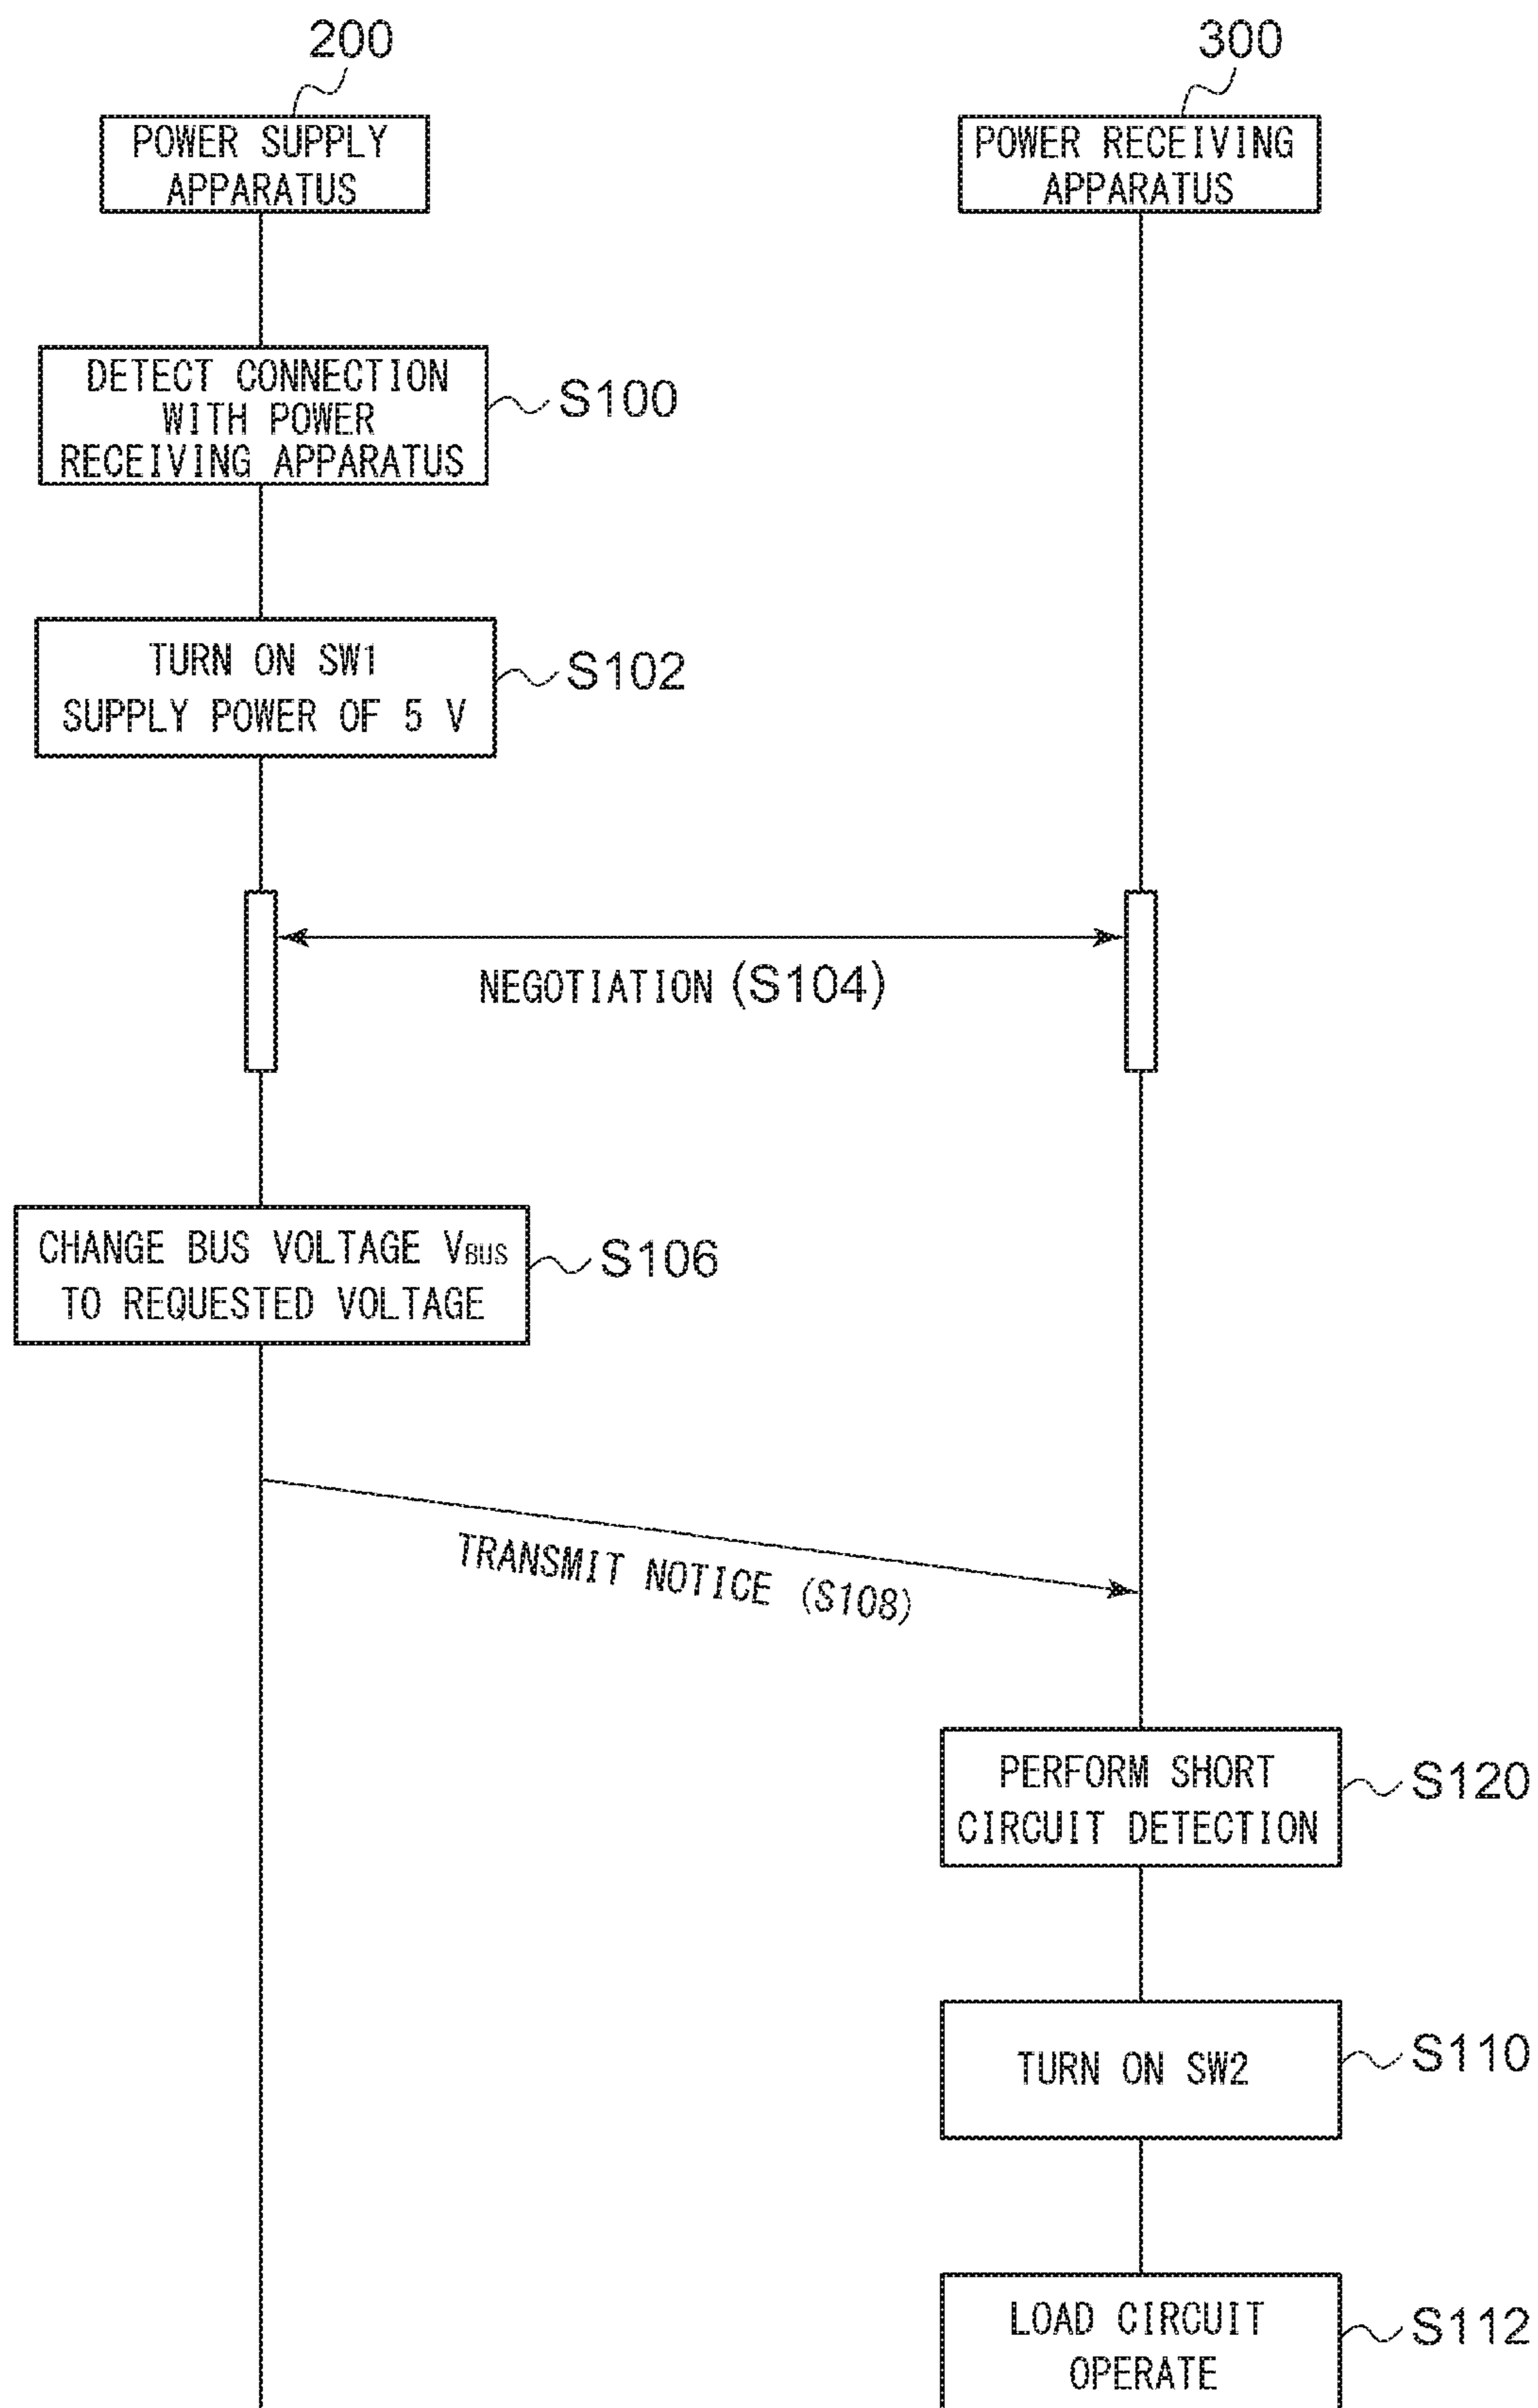 200
300
POWER SUPPLY
APPARATUS
POWER RECEIVING
APPARATUS
DETECT CONNECTION
WITH POWER
RECEIVING APPARATUS
S100
TURN ON SW1
SUPPLY POWER OF 5 V
S102
NEGOTIATION (S104)
CHANGE BUS VOLTAGE VBUS
TO REQUESTED VOLTAGE
S106
TRANSMIT NOTICE (S108)
PERFORM SHORT
CIRCUIT DETECTION
S120
TURN ON SW2
S110
LOAD CIRCUIT
OPERATE
S112